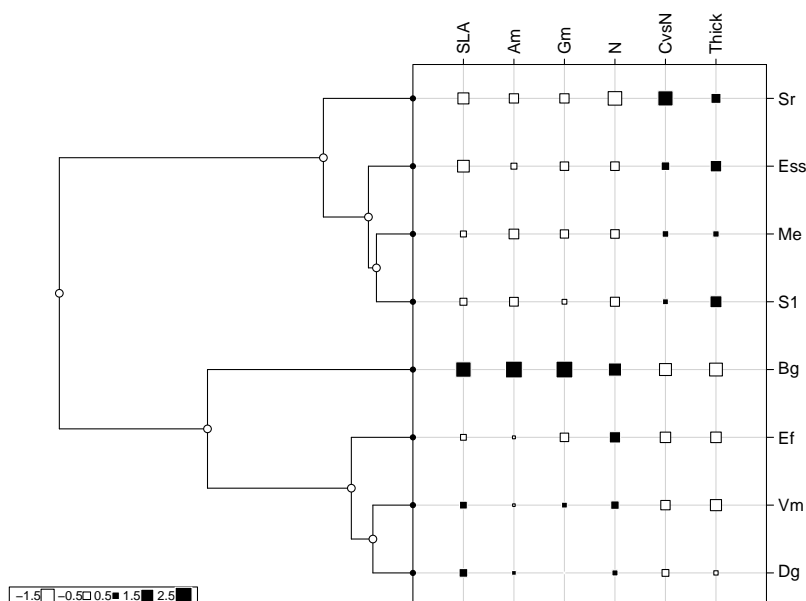 SLA Am Gm N CvsN Thick
Sr
Ess
Me
S1
Bg
Ef
Vm
Dg
−1.5 −0.5 0.5 1.5 2.5